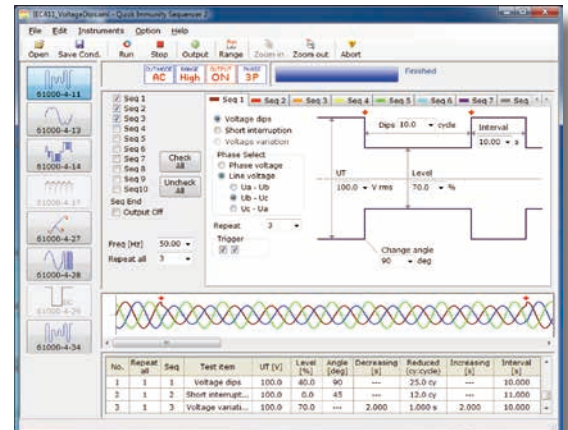 IEC411_VoltageDips.xml - Quick Immunity Sequencer 2
File Edit Instruments Option Help
Open Save Cond. Run Stop Output Range Zoom in Zoom out Abort
OUTMODE AC RANGE High OUTPUT ON PHASE 3P Finished
61000-4-11
61000-4-13
61000-4-14
61000-4-17
61000-4-27
61000-4-28
DC
61000-4-29
61000-4-34
Seq 1
Seq 2
Seq 3
Seq 4
Seq 5
Seq 6
Seq 7
Seq 8
Seq 9
Seq10
Check All
Uncheck All
Seq End
Output Off
Freq [Hz] 50.00
Repeat all 3
Seq 1 Seq 2 Seq 3 Seq 4 Seq 5 Seq 6 Seq 7 Seq
Voltage dips
Short interruption
Voltage variation
Phase Select
Phase voltage
Line voltage
Ua - Ub
Ub - Uc
Uc - Ua
Repeat 3
Trigger
Dips 10.0 cycle
Interval
10.00 s
UT
100.0 V rms
Level
70.0 %
Change angle
90 deg
No. Repeat all Seq Test item UT [V] Level [%] Angle [deg] Decreasing [s] Reduced (cy:cycle) Increasing [s] Interval [s]
1 1 1 Voltage dips 100.0 40.0 90 --- 25.0 cy --- 10.000
2 1 2 Short interrupt... 100.0 0.0 45 --- 12.0 cy --- 11.000
3 1 3 Voltage variati... 100.0 70.0 --- 2.000 1.000 s 2.000 10.000